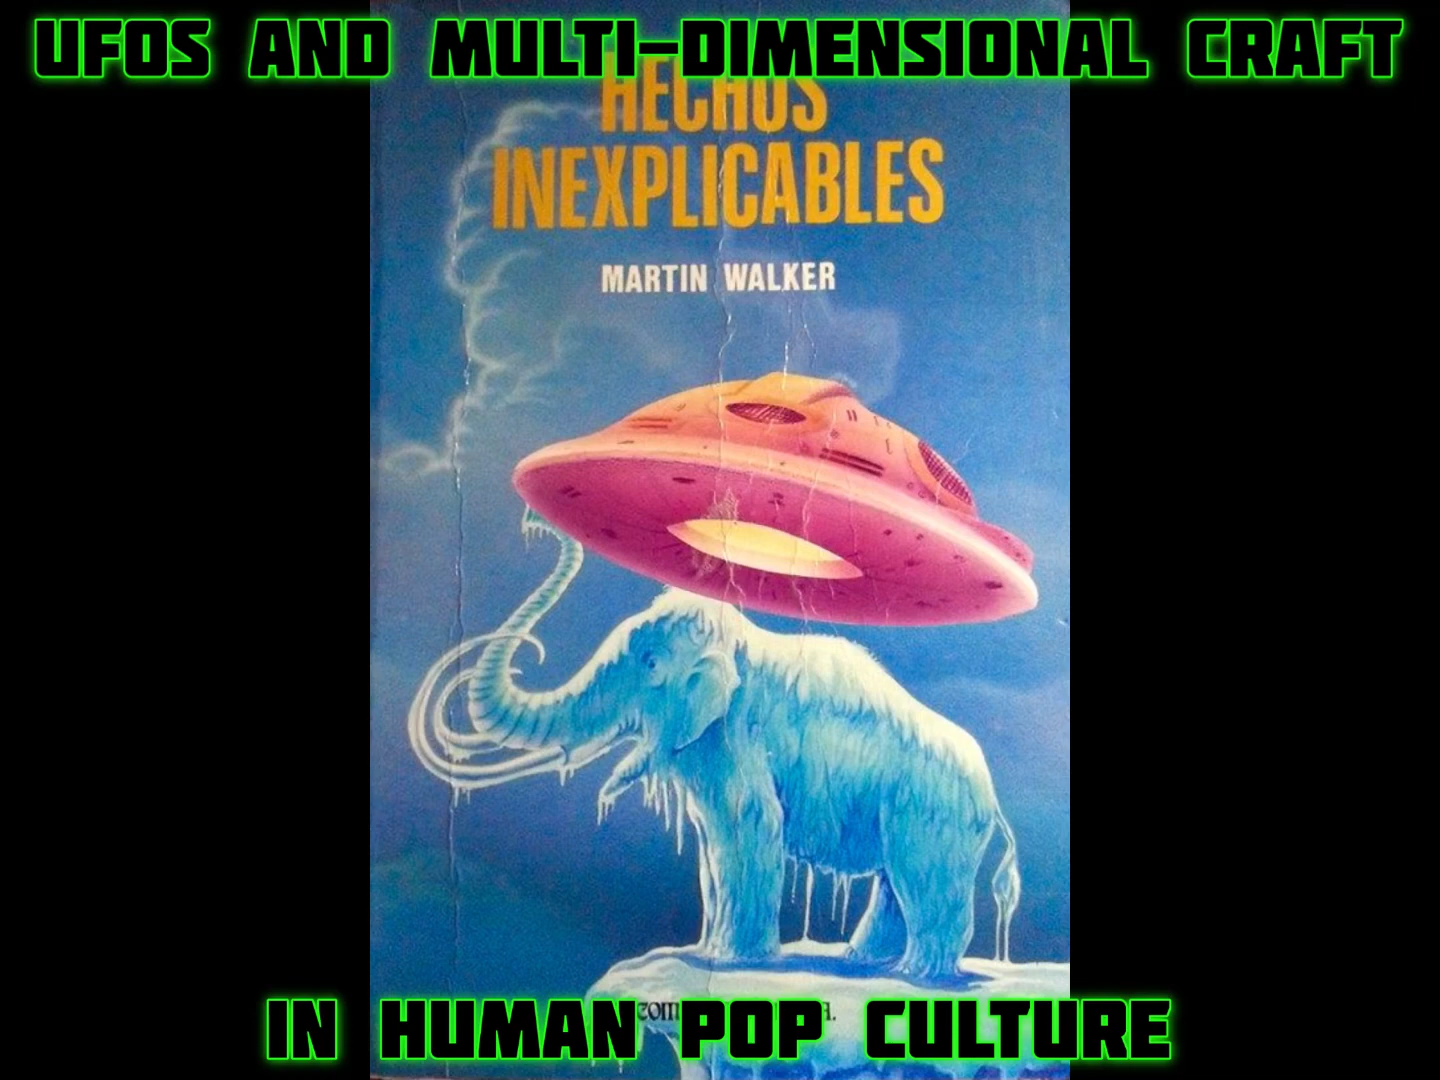 UFOS AND MULTI-DIMENSIONAL CRAFT
HECHOS
INEXPLICABLES
MARTIN WALKER
IN HUMAN POP CULTURE